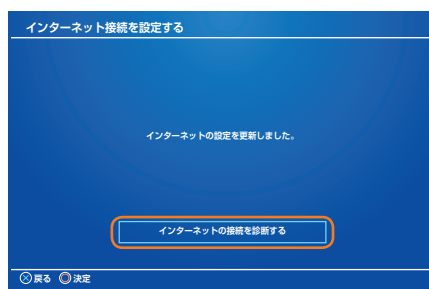 インターネット接続を設定する
インターネットの設定を更新しました。
インターネットの接続を診断する
戻る 決定